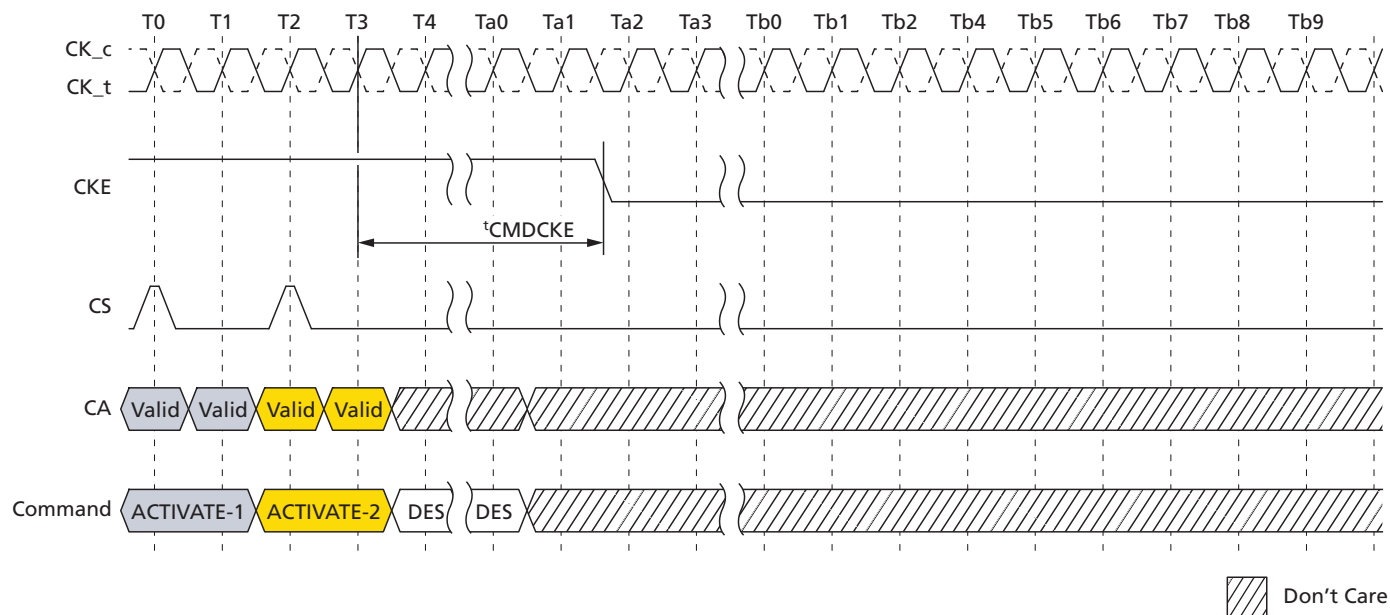 T0 T1 T2 T3 T4 Ta0 Ta1 Ta2 Ta3 Tb0 Tb1 Tb2 Tb4 Tb5 Tb6 Tb7 Tb8 Tb9
CK_c
CK_t
CKE
tCMDCKE
CS
CA Valid Valid Valid Valid
Command ACTIVATE-1 ACTIVATE-2 DES DES
Don't Care